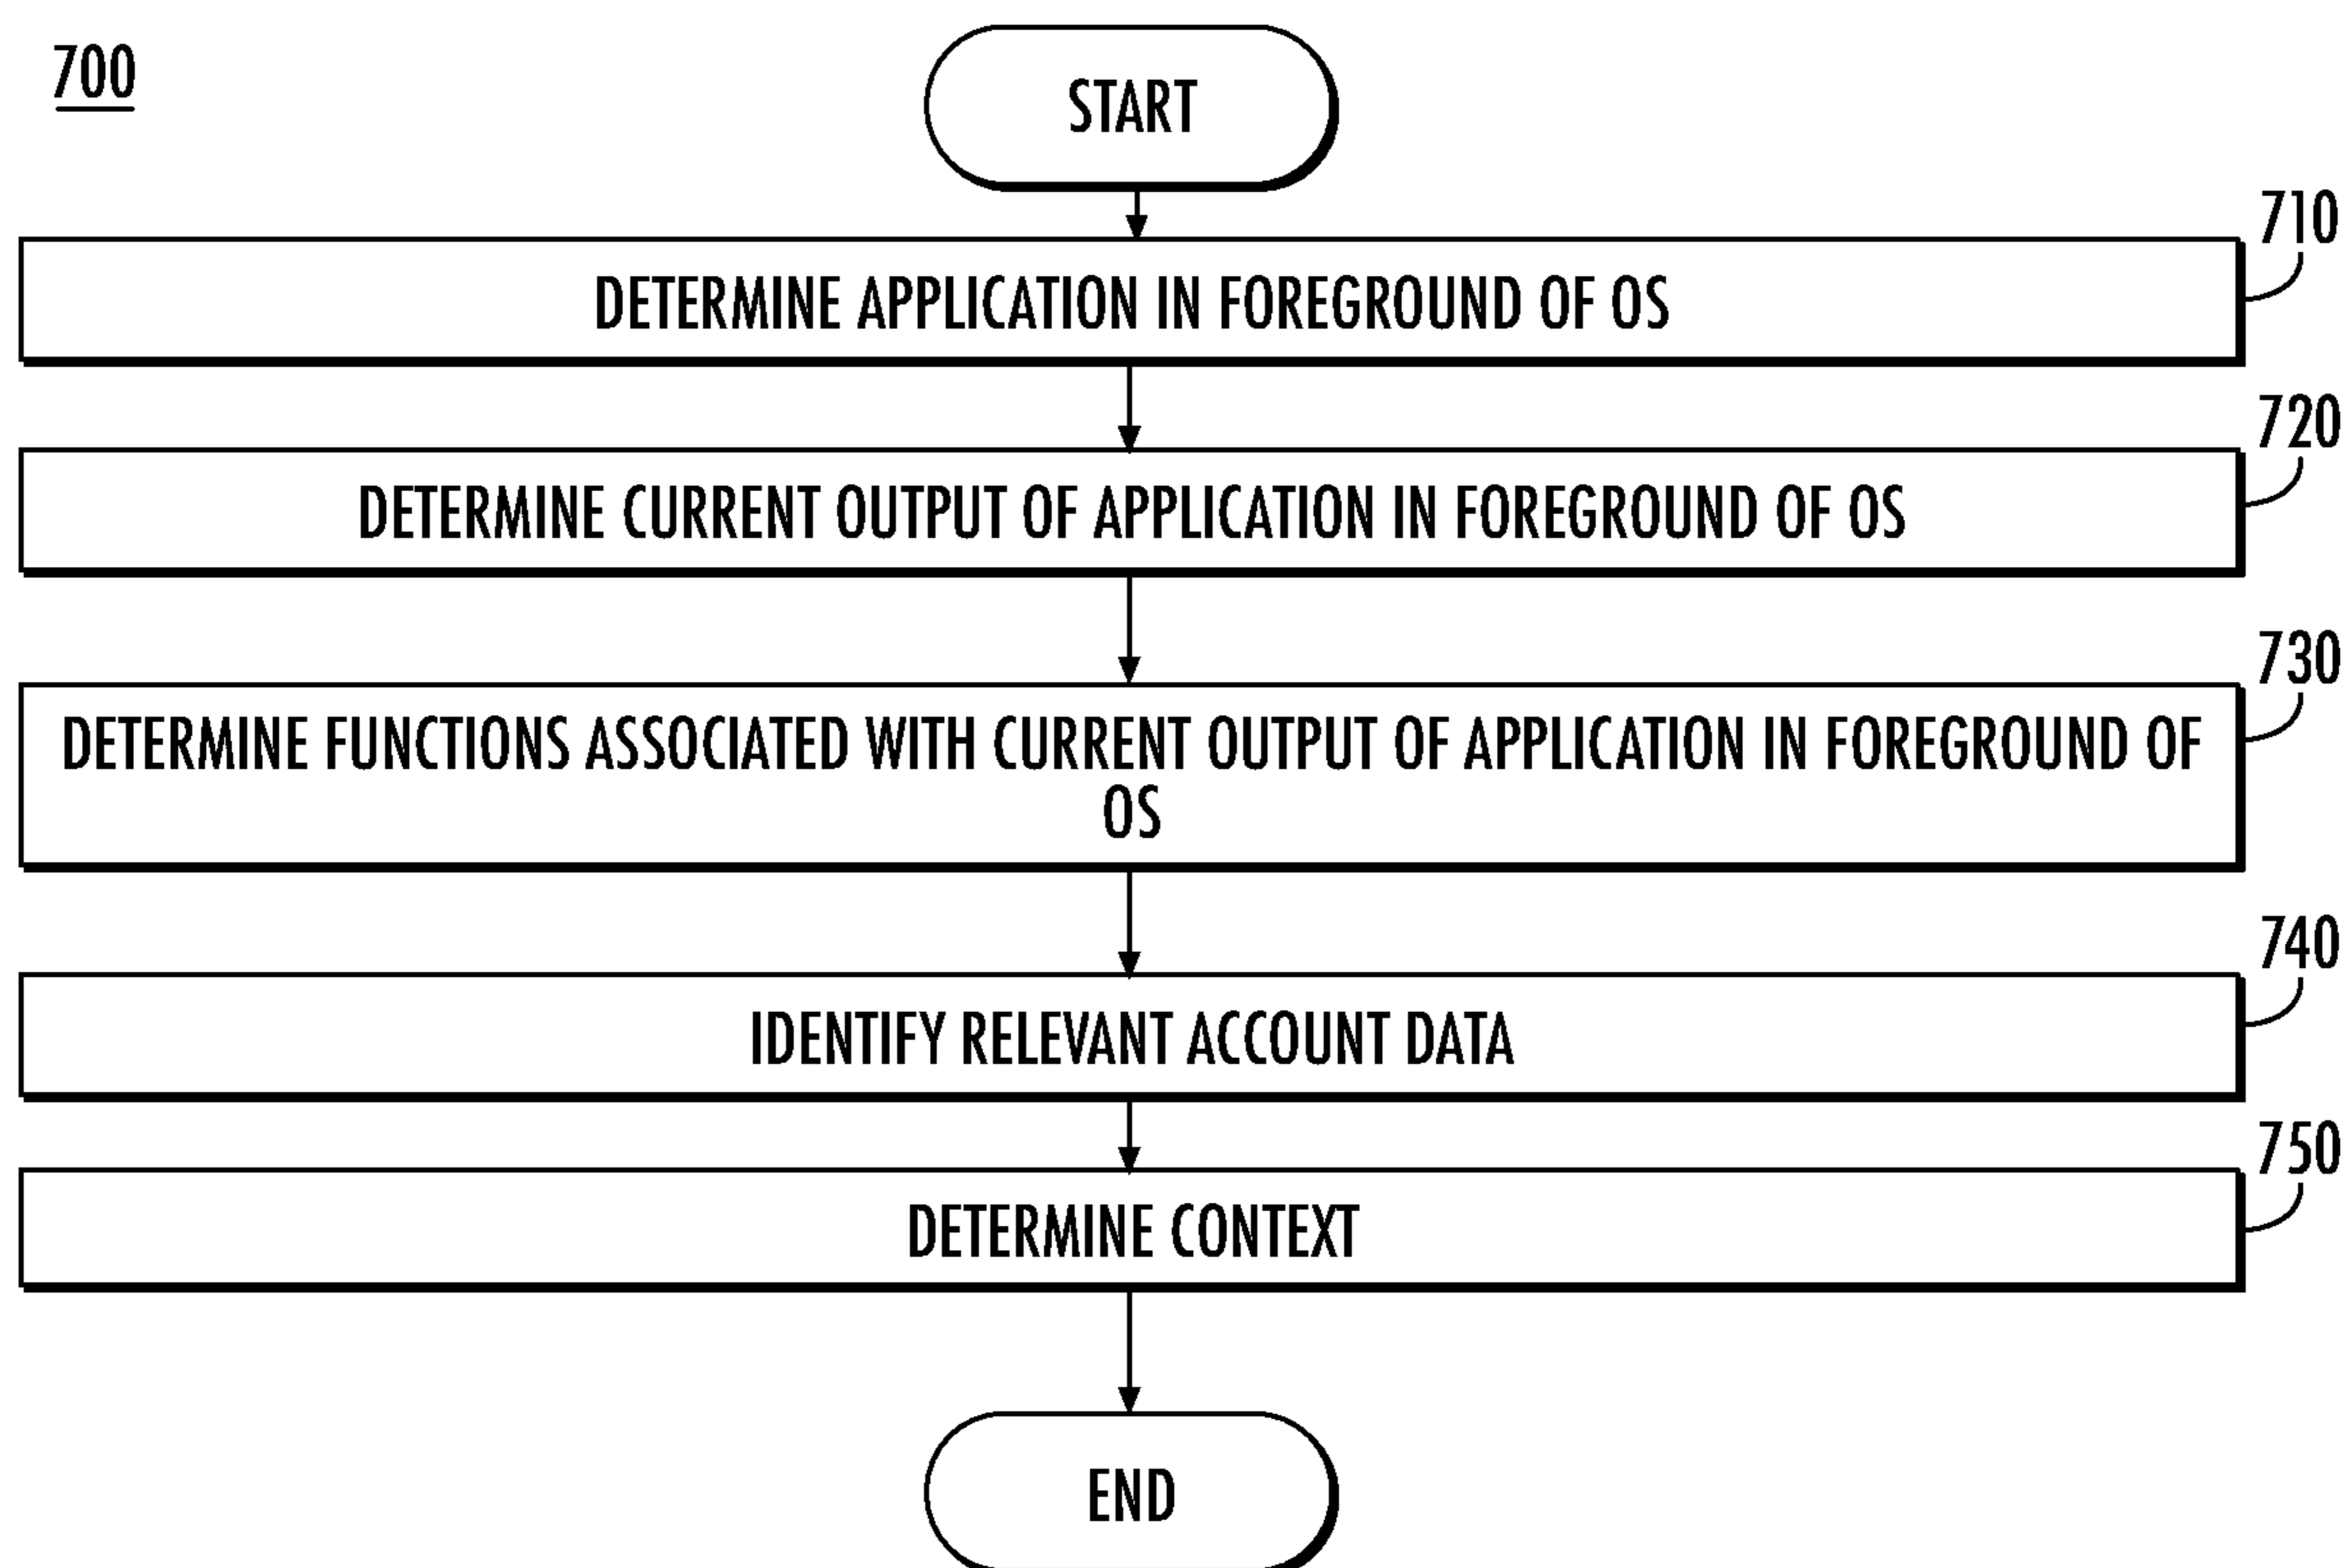 700
START
710
DETERMINE APPLICATION IN FOREGROUND OF OS
720
DETERMINE CURRENT OUTPUT OF APPLICATION IN FOREGROUND OF OS
730
DETERMINE FUNCTIONS ASSOCIATED WITH CURRENT OUTPUT OF APPLICATION IN FOREGROUND OF
OS
740
IDENTIFY RELEVANT ACCOUNT DATA
750
DETERMINE CONTEXT
END